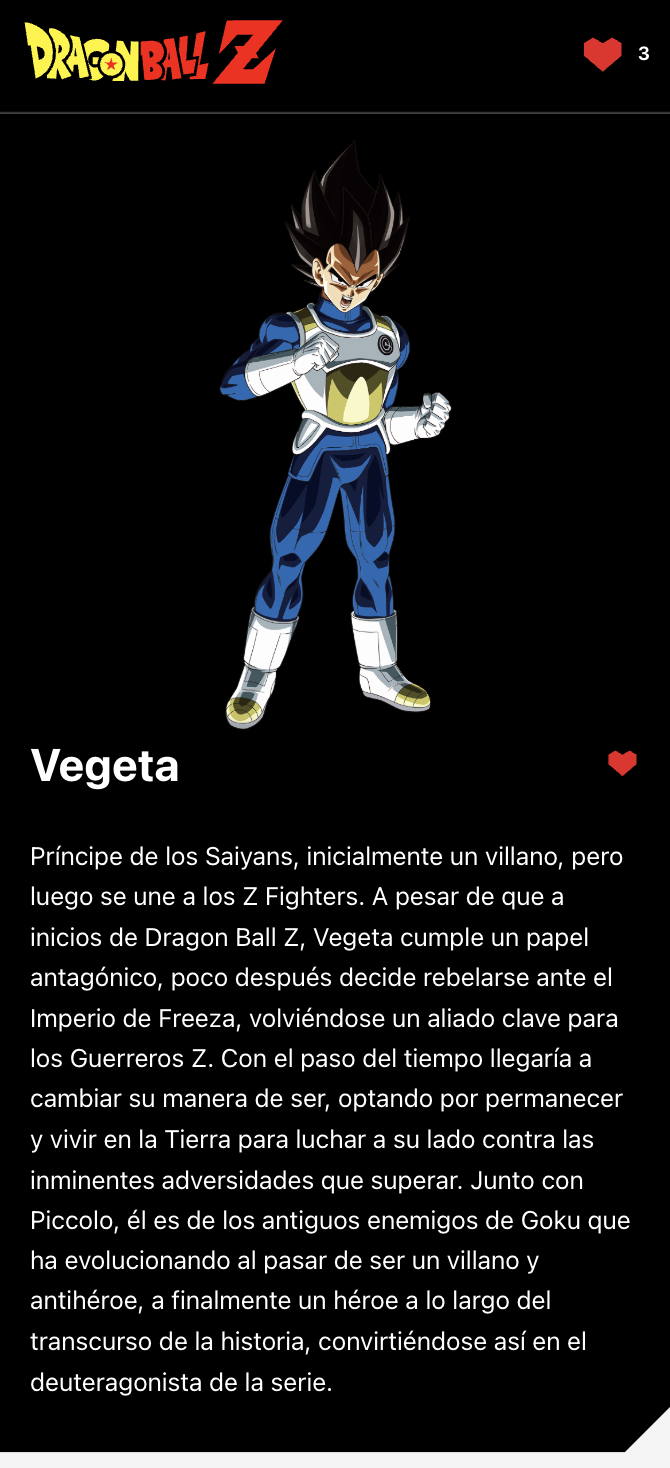 DRAGON BALL Z
3
Vegeta
Príncipe de los Saiyans, inicialmente un villano, pero
luego se une a los Z Fighters. A pesar de que a
inicios de Dragon Ball Z, Vegeta cumple un papel
antagónico, poco después decide rebelarse ante el
Imperio de Freeza, volviéndose un aliado clave para
los Guerreros Z. Con el paso del tiempo llegaría a
cambiar su manera de ser, optando por permanecer
y vivir en la Tierra para luchar a su lado contra las
inminentes adversidades que superar. Junto con
Piccolo, él es de los antiguos enemigos de Goku que
ha evolucionando al pasar de ser un villano y
antihéroe, a finalmente un héroe a lo largo del
transcurso de la historia, convirtiéndose así en el
deuteragonista de la serie.